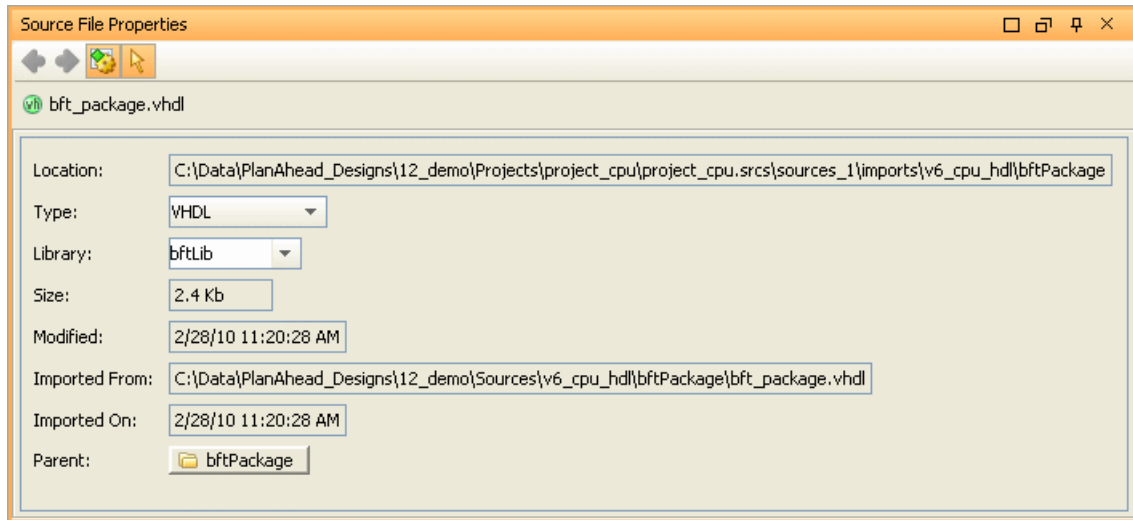 Source File Properties
vh bft_package.vhdl
Location: C:\Data\PlanAhead_Designs\12_demo\Projects\project_cpu\project_cpu.srcs\sources_1\imports\v6_cpu_hdl\bftPackage
Type: VHDL
Library: bftLib
Size: 2.4 Kb
Modified: 2/28/10 11:20:28 AM
Imported From: C:\Data\PlanAhead_Designs\12_demo\Sources\v6_cpu_hdl\bftPackage\bft_package.vhdl
Imported On: 2/28/10 11:20:28 AM
Parent: bftPackage